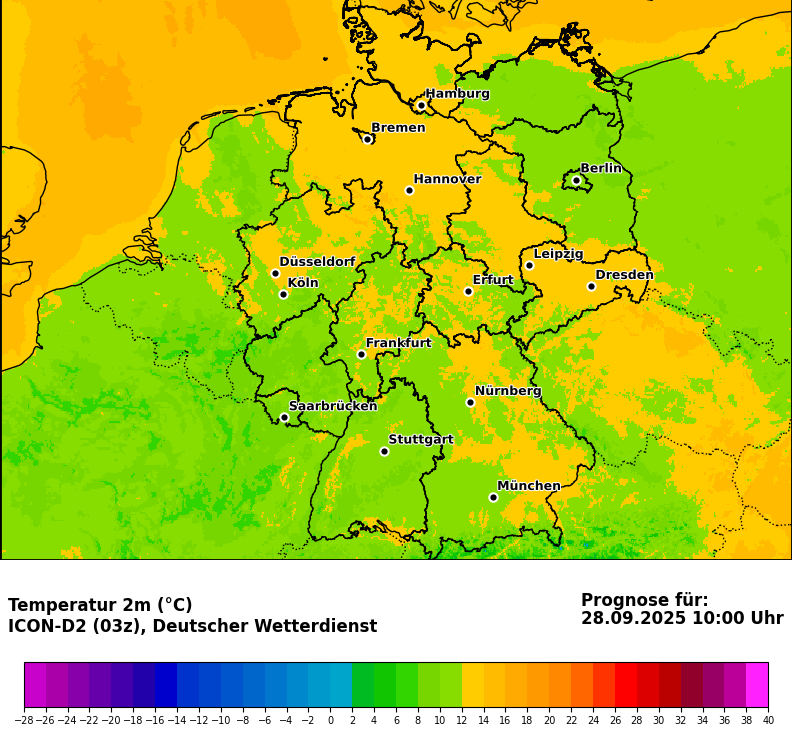 Hamburg
Bremen
Berlin
Hannover
Leipzig
Düsseldorf
Dresden
Köln
Erfurt
Frankfurt
Nürnberg
Saarbrücken
Stuttgart
München
Temperatur 2m (°C)
ICON-D2 (03z), Deutscher Wetterdienst
Prognose für:
28.09.2025 10:00 Uhr
−28 −26 −24 −22 −20 −18 −16 −14 −12 −10 −8 −6 −4 −2 0 2 4 6 8 10 12 14 16 18 20 22 24 26 28 30 32 34 36 38 40